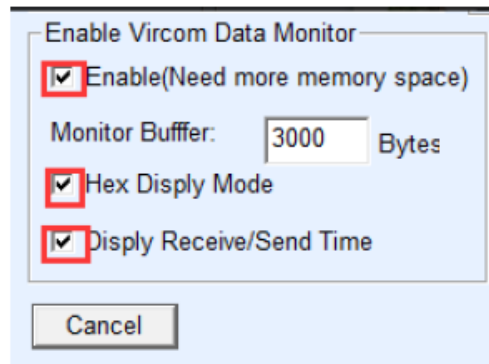 Enable Vircom Data Monitor
Enable(Need more memory space)
Monitor Bufffer: 3000 Bytes
Hex Disply Mode
Disply Receive/Send Time
Cancel